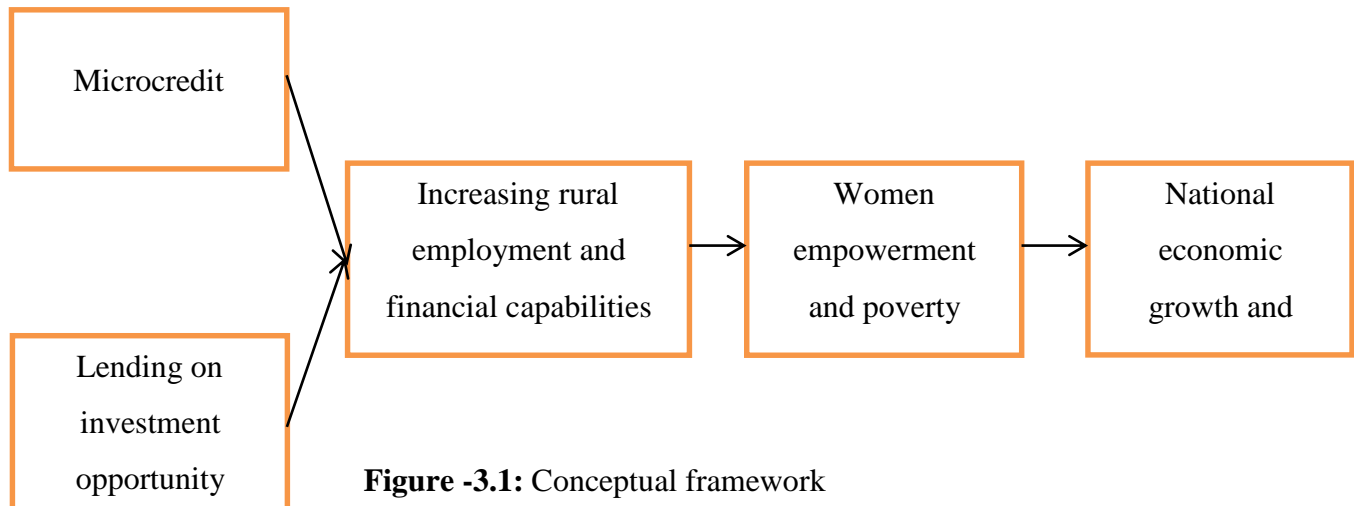 Microcredit
Lending on
investment
opportunity
Increasing rural
employment and
financial capabilities
Women
empowerment
and poverty
National
economic
growth and
Figure -3.1: Conceptual framework